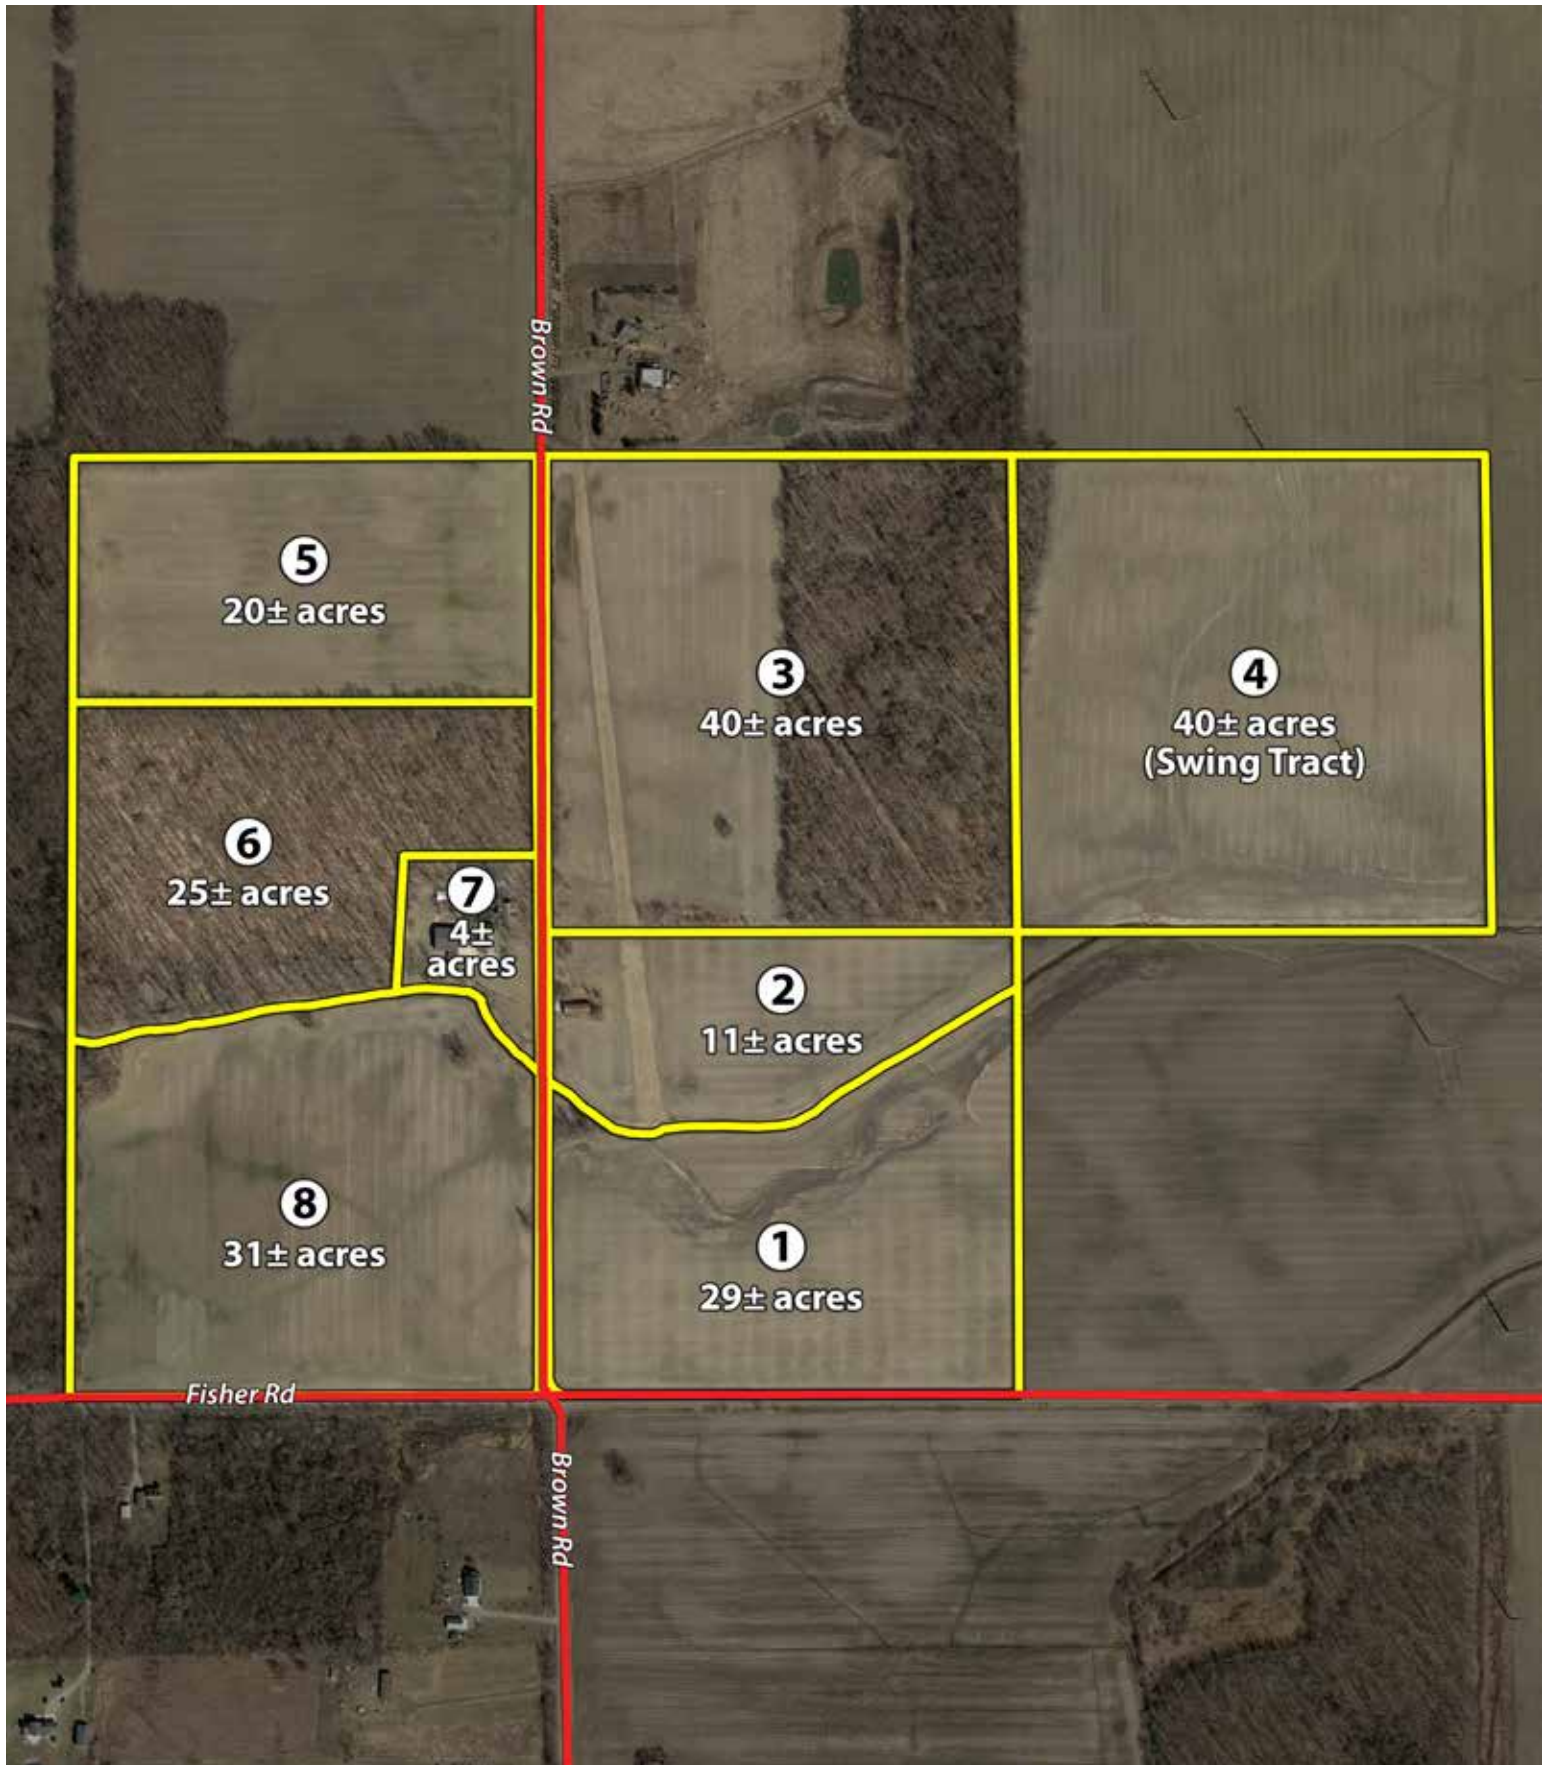 Brown Rd
5
20± acres
3
40± acres
4
40± acres
(Swing Tract)
6
25± acres
7
4±
acres
2
11± acres
8
31± acres
1
29± acres
Fisher Rd
Brown Rd